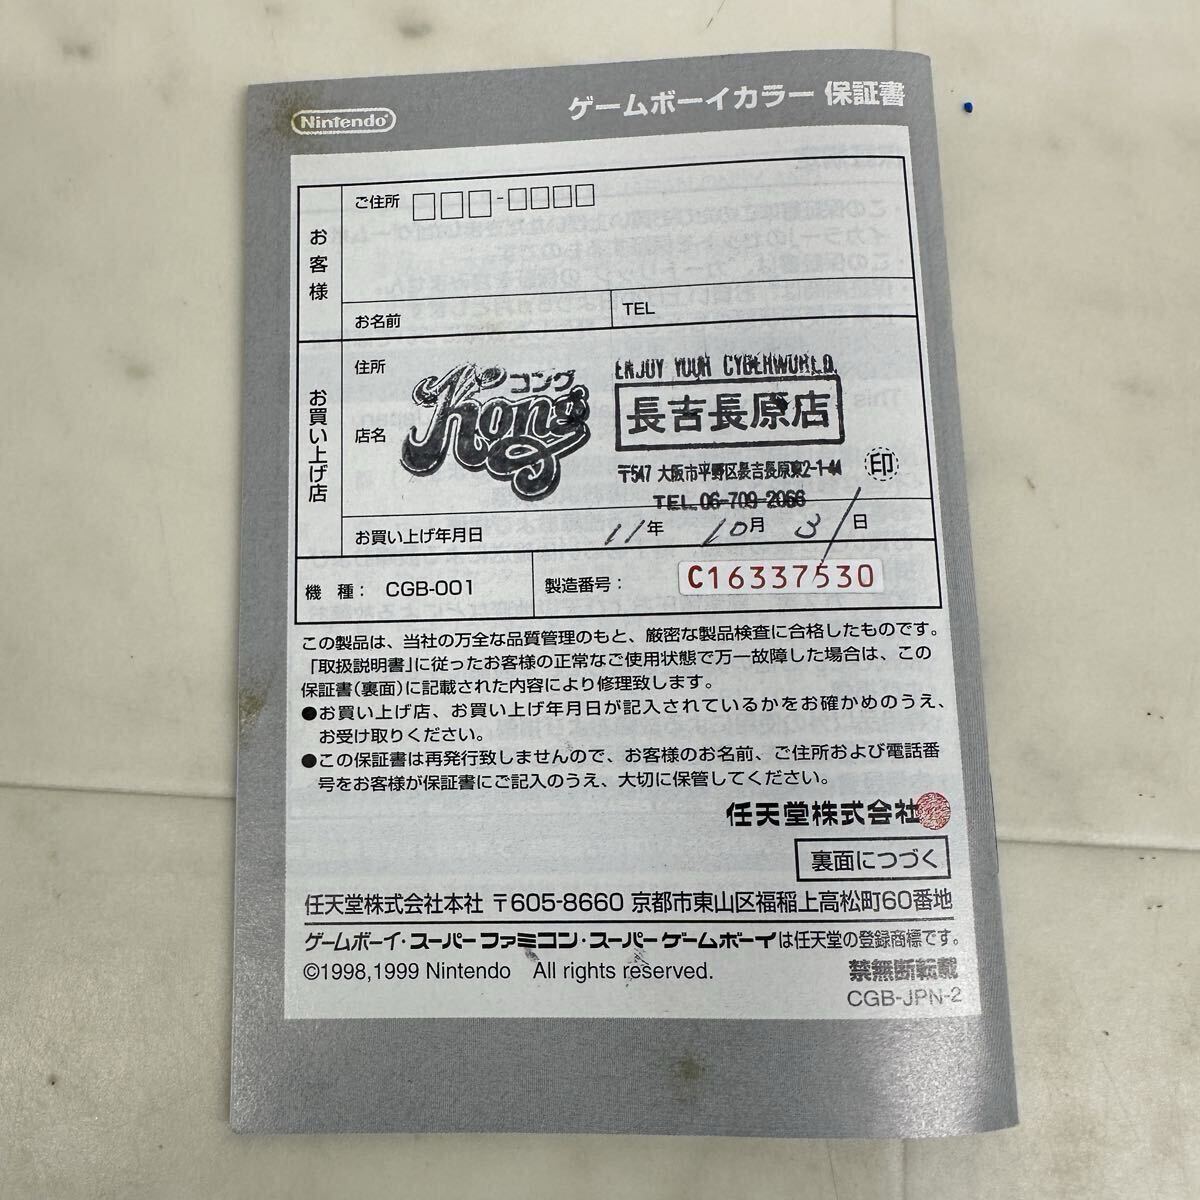 Nintendo
ゲームボーイカラー 保証書
お客様
ご住所 □□□-□□□□
お名前
TEL
お買い上げ店
住所
店名
コング
Kong
ENJOY YOUR CYBERWORLD.
長吉長原店
〒547 大阪市平野区長吉長原東2-1-44
TEL.06-709-2066
印
お買い上げ年月日 11年 10月 31日
機 種: CGB-001
製造番号: C16337530
この製品は、当社の万全な品質管理のもと、厳密な製品検査に合格したものです。
「取扱説明書」に従ったお客様の正常なご使用状態で万一故障した場合は、この
保証書(裏面)に記載された内容により修理致します。
●お買い上げ店、お買い上げ年月日が記入されているかをお確かめのうえ、
お受け取りください。
●この保証書は再発行致しませんので、お客様のお名前、ご住所および電話番
号をお客様が保証書にご記入のうえ、大切に保管してください。
任天堂株式会社
裏面につづく
任天堂株式会社本社 〒605-8660 京都市東山区福稲上高松町60番地
ゲームボーイ・スーパーファミコン・スーパーゲームボーイは任天堂の登録商標です。
©1998,1999 Nintendo All rights reserved.
禁無断転載
CGB-JPN-2